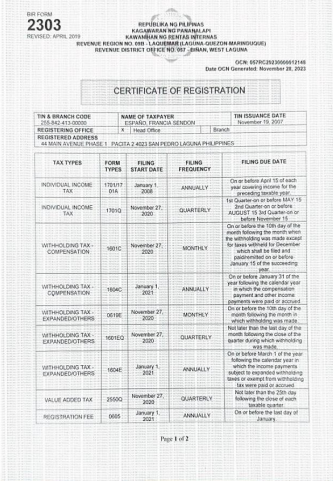 BIR FORM
2303
REVISED: APRIL 2019
REPUBLIKA NG PILIPINAS
KAGAWARAN NG PANANALAPI
KAWANIHAN NG RENTAS INTERNAS
REVENUE REGION NO. 09B - LAQUEMAR (LAGUNA-QUEZON-MARINDUQUE)
REVENUE DISTRICT OFFICE NO. 057 - BIÑAN, WEST LAGUNA
Date OCN Generated: November 28, 2023
CERTIFICATE OF REGISTRATION
TIN & BRANCH CODE NAME OF TAXPAYER TIN ISSUANCE DATE
255-842-413-00000 ESPAÑO, FRANCIA SENDON November 19, 2007
REGISTERING OFFICE X Head Office Branch
REGISTERED ADDRESS
44 MAIN AVENUE PHASE 1 PACITA 2 4023 SAN PEDRO LAGUNA PHILIPPINES
TAX TYPES FORM TYPES FILING START DATE FILING FREQUENCY FILING DUE DATE
INDIVIDUAL INCOME TAX 1701/1701A January 1, 2008 ANNUALLY On or before April 15 of each year covering income for the preceding taxable year.
INDIVIDUAL INCOME TAX 1701Q November 27, 2020 QUARTERLY 1st Quarter-on or before MAY 15 2nd Quarter-on or before AUGUST 15 3rd Quarter-on or before November 15
WITHHOLDING TAX - COMPENSATION 1601C November 27, 2020 MONTHLY On or before the 10th day of the month following the month when the withholding was made except for taxes withheld for December which shall be filed and paid/remitted on or before January 15 of the succeeding year.
WITHHOLDING TAX - COMPENSATION 1604C January 1, 2021 ANNUALLY On or before January 31 of the year following the calendar year in which the compensation payment and other income payments were paid or accrued
WITHHOLDING TAX - EXPANDED/OTHERS 0619E November 27, 2020 MONTHLY On or before the 10th day of the month following the month in which withholding was made
WITHHOLDING TAX - EXPANDED/OTHERS 1601EQ November 27, 2020 QUARTERLY Not later than the last day of the month following the close of the quarter during which withholding was made.
WITHHOLDING TAX - EXPANDED/OTHERS 1604E January 1, 2021 ANNUALLY On or before March 1 of the year following the calendar year in which the income payments subject to expanded withholding taxes or exempt from withholding tax were paid or accrued
VALUE ADDED TAX 2550Q November 27, 2020 QUARTERLY Not later than the 25th day following the close of each taxable quarter.
REGISTRATION FEE 0605 January 1, 2021 ANNUALLY On or before the last day of January.
Page 1 of 2